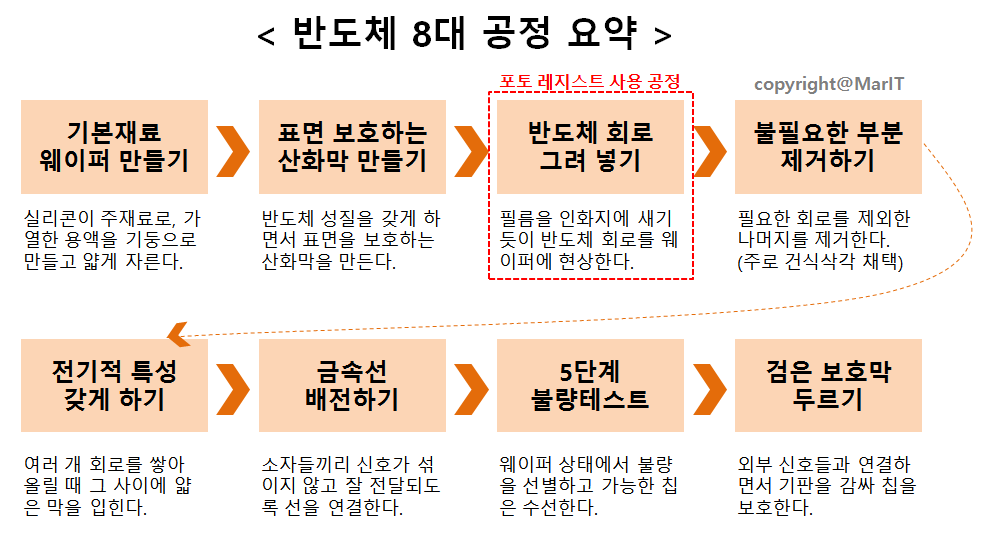 < 반도체 8대 공정 요약 >
포토 레지스트 사용 공정
copyright@MarIT
기본재료
웨이퍼 만들기
표면 보호하는
산화막 만들기
반도체 회로
그려 넣기
불필요한 부분
제거하기
실리콘이 주재료로, 가
열한 용액을 기둥으로
만들고 얇게 자른다.
반도체 성질을 갖게 하
면서 표면을 보호하는
산화막을 만든다.
필름을 인화지에 새기
듯이 반도체 회로를 웨
이퍼에 현상한다.
필요한 회로를 제외한
나머지를 제거한다.
(주로 건식삭각 채택)
전기적 특성
갖게 하기
금속선
배전하기
5단계
불량테스트
검은 보호막
두르기
여러 개 회로를 쌓아
올릴 때 그 사이에 얇
은 막을 입힌다.
소자들끼리 신호가 섞
이지 않고 잘 전달되도
록 선을 연결한다.
웨이퍼 상태에서 불량
을 선별하고 가능한 칩
은 수선한다.
외부 신호들과 연결하
면서 기판을 감싸 칩을
보호한다.